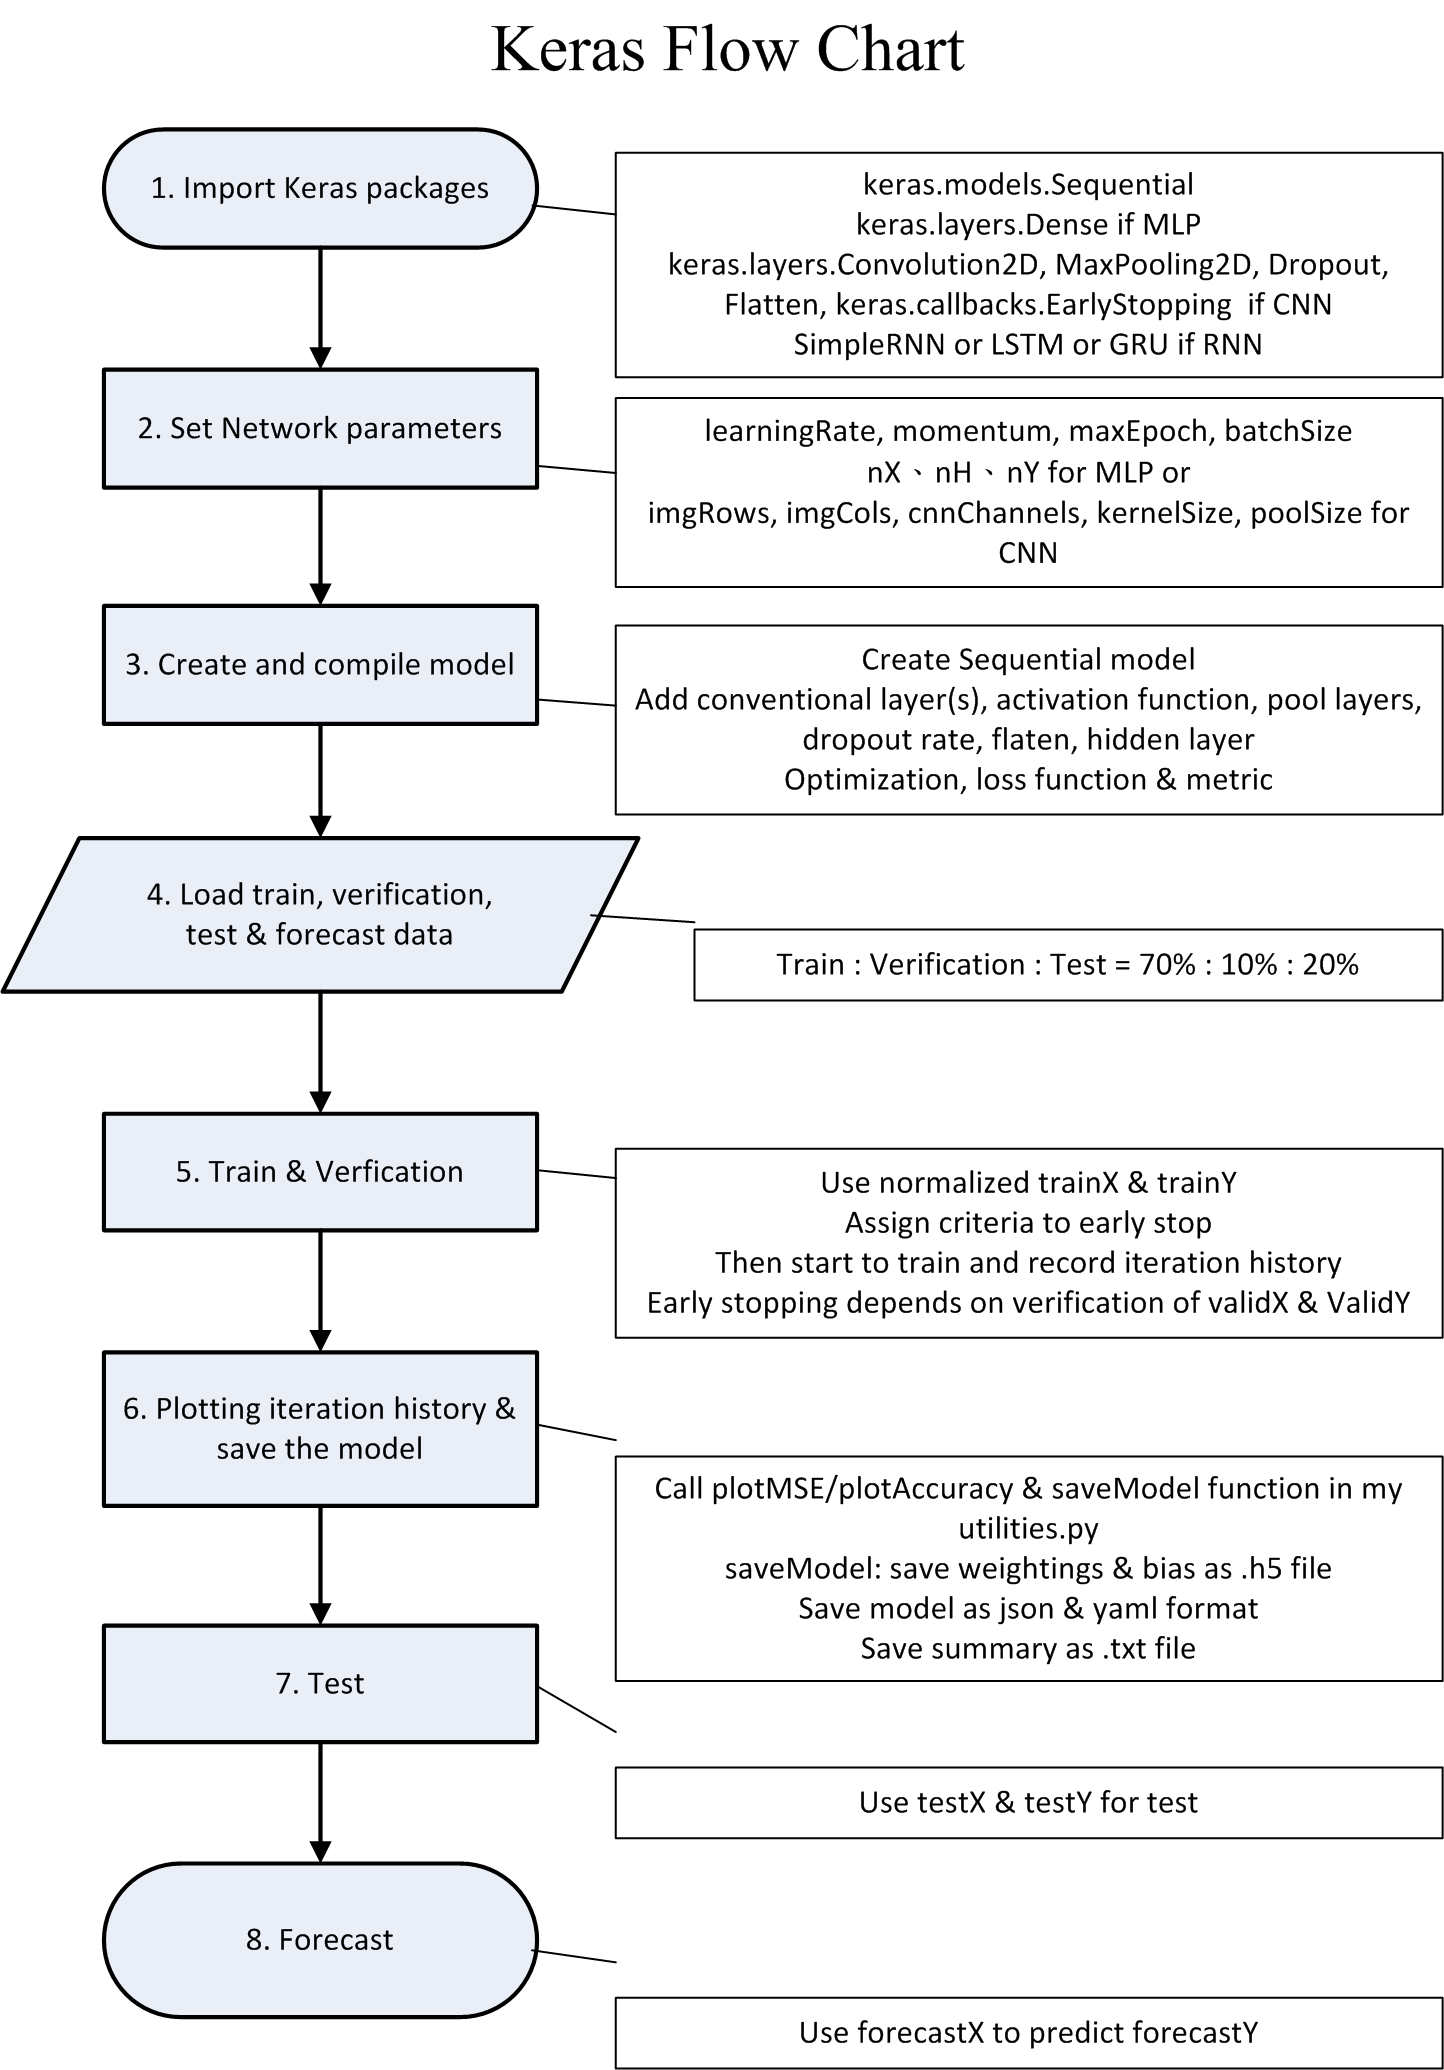 Keras Flow Chart
1. Import Keras packages
keras.models.Sequential
keras.layers.Dense if MLP
keras.layers.Convolution2D, MaxPooling2D, Dropout,
Flatten, keras.callbacks.EarlyStopping  if CNN
SimpleRNN or LSTM or GRU if RNN
2. Set Network parameters
learningRate, momentum, maxEpoch, batchSize
nX、nH、nY for MLP or
imgRows, imgCols, cnnChannels, kernelSize, poolSize for
CNN
3. Create and compile model
Create Sequential model
Add conventional layer(s), activation function, pool layers,
dropout rate, flaten, hidden layer
Optimization, loss function & metric
4. Load train, verification,
test & forecast data
Train : Verification : Test = 70% : 10% : 20%
5. Train & Verfication
Use normalized trainX & trainY
Assign criteria to early stop
Then start to train and record iteration history
Early stopping depends on verification of validX & ValidY
6. Plotting iteration history &
save the model
Call plotMSE/plotAccuracy & saveModel function in my
utilities.py
saveModel: save weightings & bias as .h5 file
Save model as json & yaml format
Save summary as .txt file
7. Test
Use testX & testY for test
8. Forecast
Use forecastX to predict forecastY